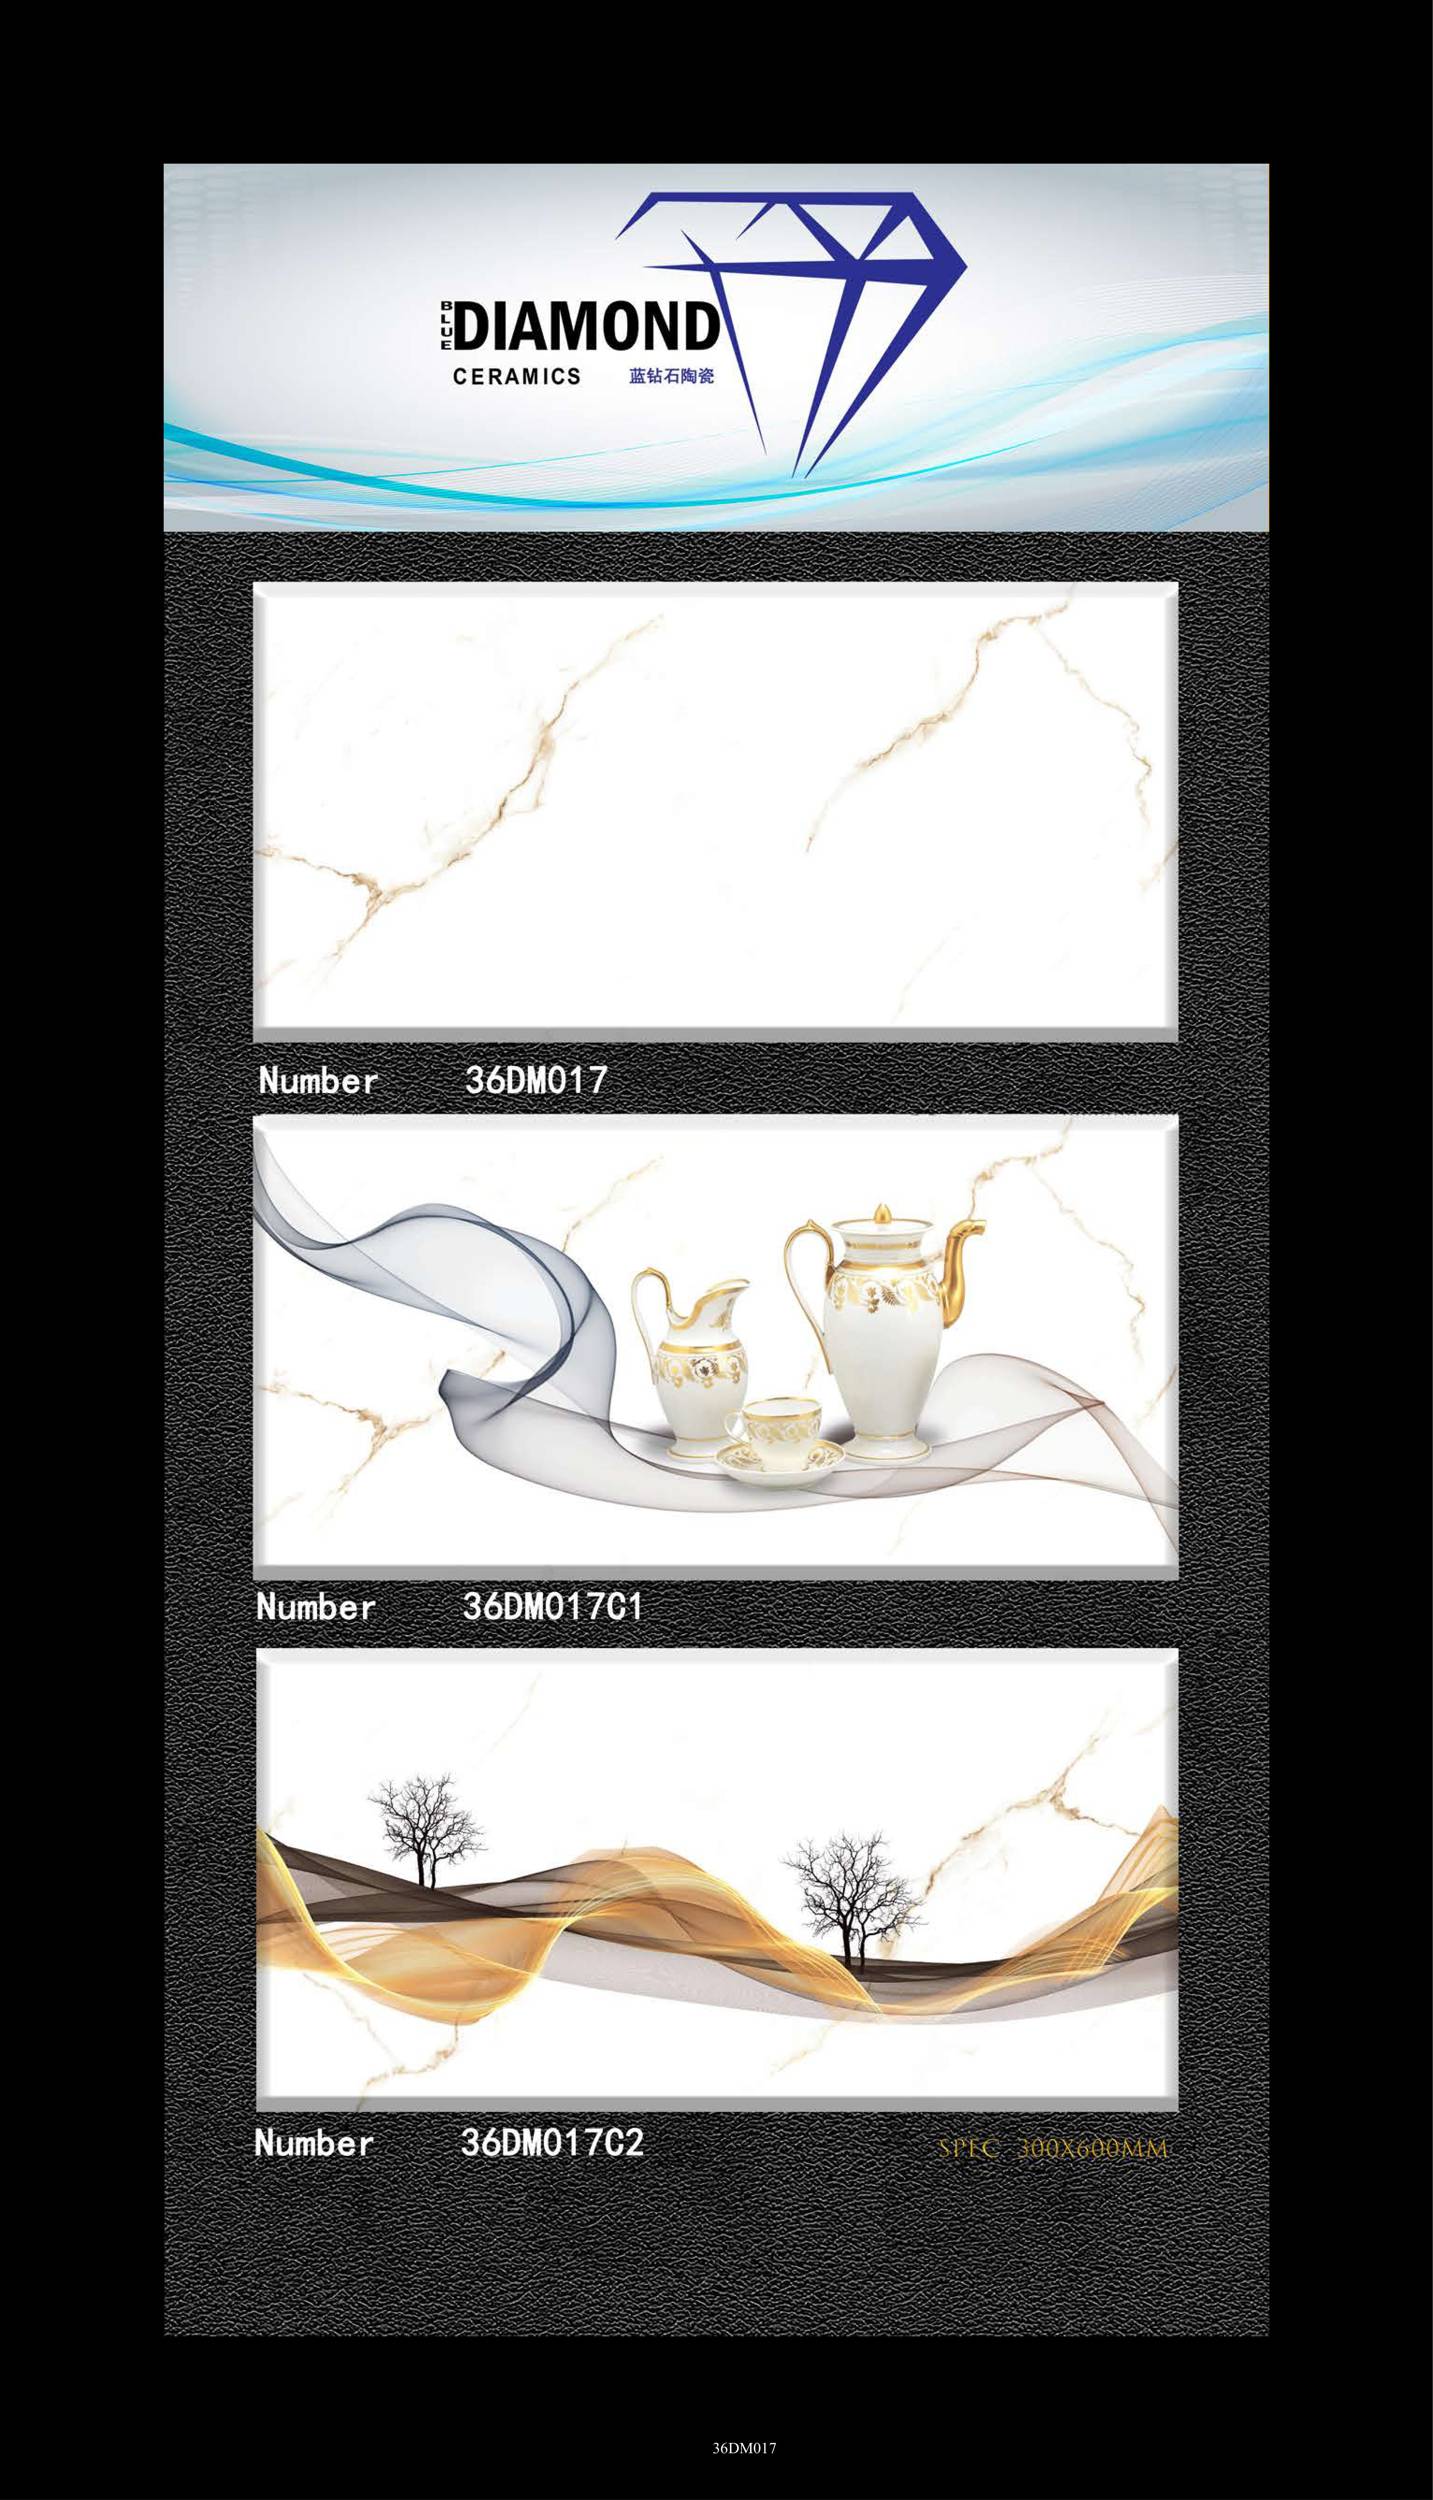 BLUE DIAMOND
CERAMICS 蓝钻石陶瓷
Number 36DM017
Number 36DM017C1
Number 36DM017C2 SPEC 300X600MM
36DM017